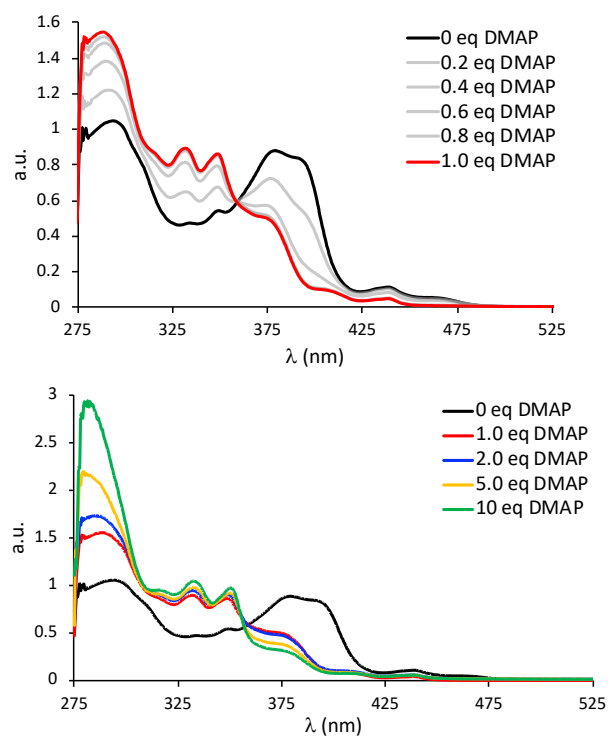 1.6
1.4
1.2
1
0.8
0.6
0.4
0.2
0
a.u.
0 eq DMAP
0.2 eq DMAP
0.4 eq DMAP
0.6 eq DMAP
0.8 eq DMAP
1.0 eq DMAP
275 325 375 425 475 525
λ (nm)
3
2.5
2
1.5
1
0.5
0
a.u.
0 eq DMAP
1.0 eq DMAP
2.0 eq DMAP
5.0 eq DMAP
10 eq DMAP
275 325 375 425 475 525
λ (nm)